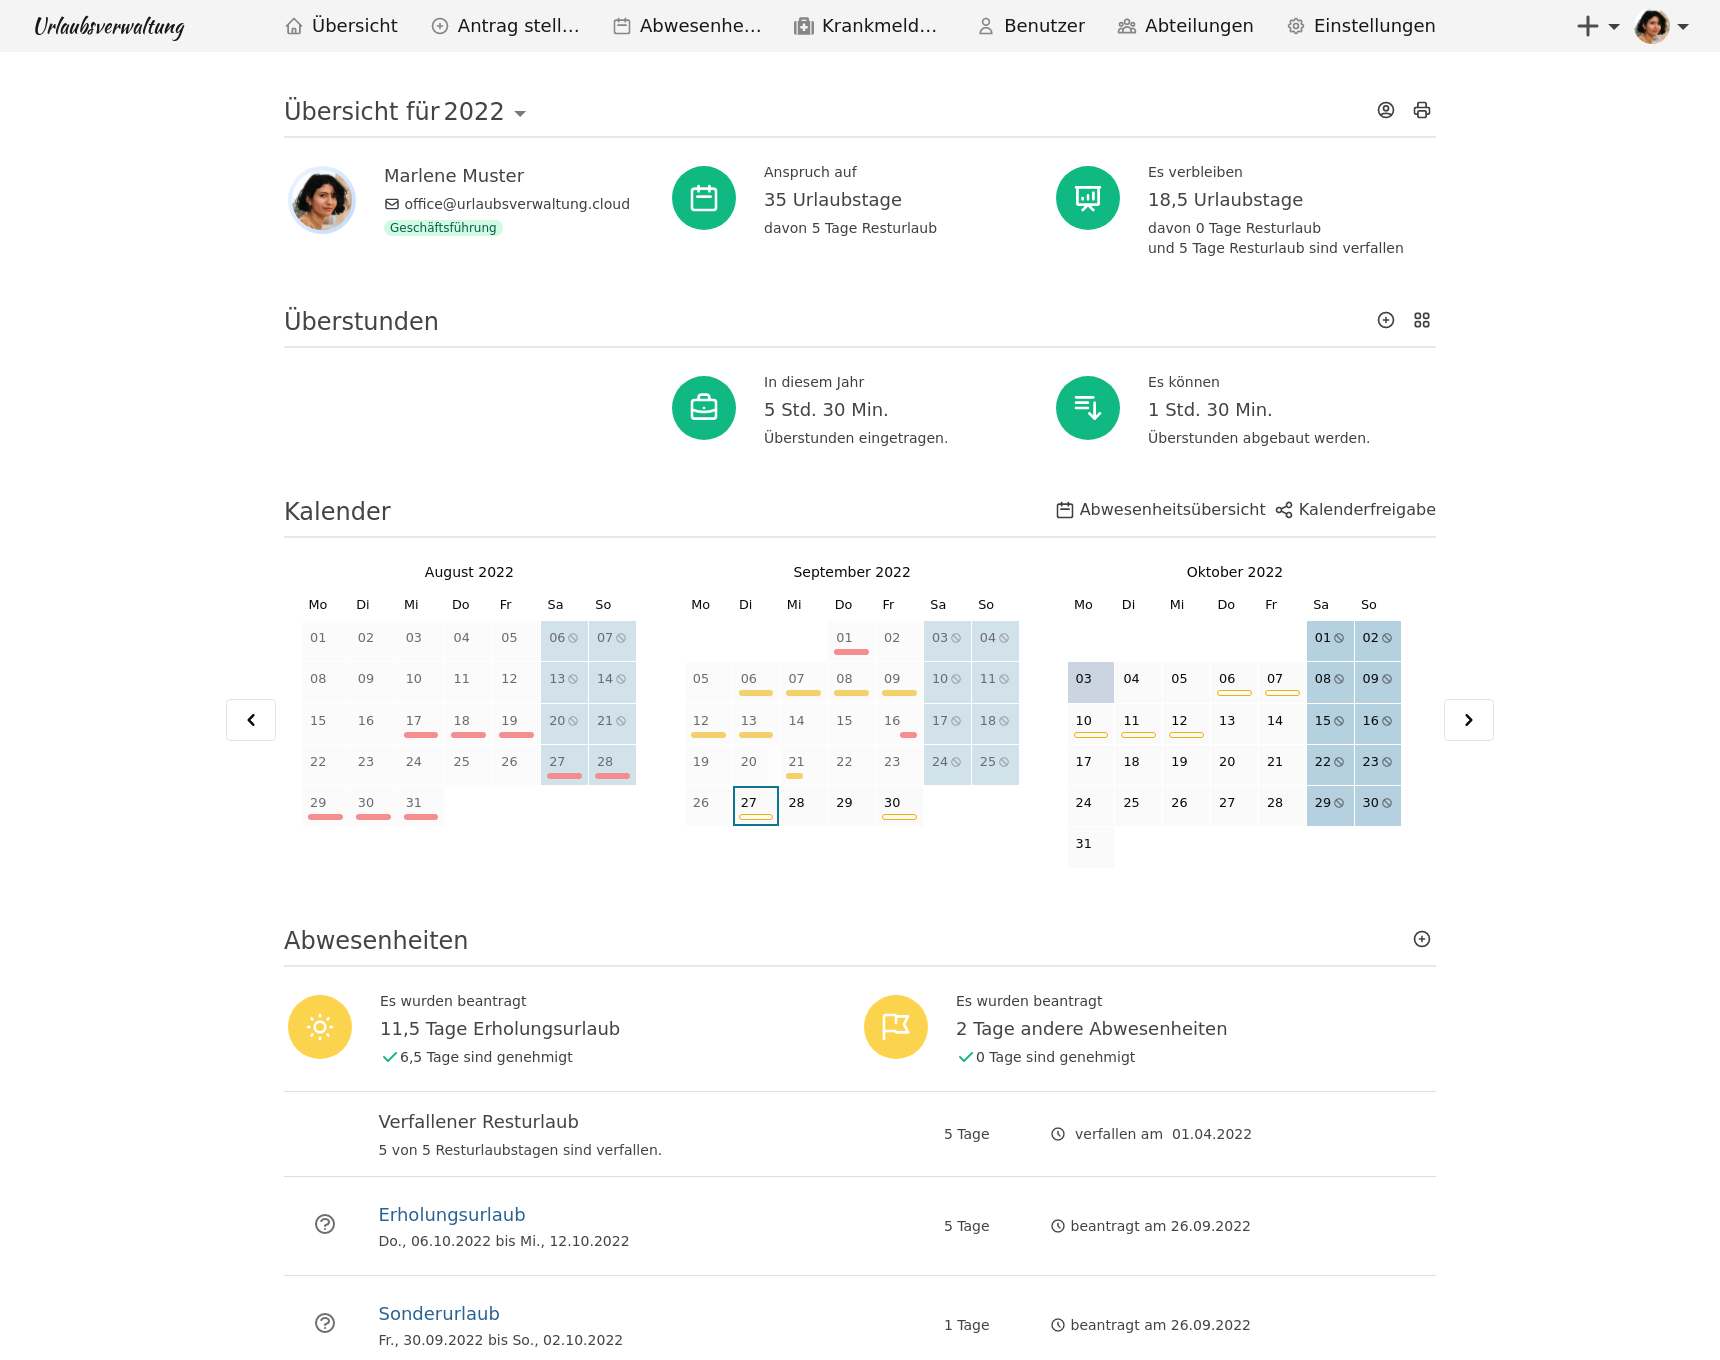 Urlaubsverwaltung
Übersicht
Antrag stell...
Abwesenhe...
Krankmeld...
Benutzer
Abteilungen
Einstellungen
Übersicht für 2022
Marlene Muster
office@urlaubsverwaltung.cloud
Geschäftsführung
Anspruch auf
35 Urlaubstage
davon 5 Tage Resturlaub
Es verbleiben
18,5 Urlaubstage
davon 0 Tage Resturlaub
und 5 Tage Resturlaub sind verfallen
Überstunden
In diesem Jahr
5 Std. 30 Min.
Überstunden eingetragen.
Es können
1 Std. 30 Min.
Überstunden abgebaut werden.
Kalender
Abwesenheitsübersicht
Kalenderfreigabe
August 2022
Mo Di Mi Do Fr Sa So
01 02 03 04 05 06 07
08 09 10 11 12 13 14
15 16 17 18 19 20 21
22 23 24 25 26 27 28
29 30 31
September 2022
Mo Di Mi Do Fr Sa So
01 02 03 04
05 06 07 08 09 10 11
12 13 14 15 16 17 18
19 20 21 22 23 24 25
26 27 28 29 30
Oktober 2022
Mo Di Mi Do Fr Sa So
01 02
03 04 05 06 07 08 09
10 11 12 13 14 15 16
17 18 19 20 21 22 23
24 25 26 27 28 29 30
31
Abwesenheiten
Es wurden beantragt
11,5 Tage Erholungsurlaub
6,5 Tage sind genehmigt
Es wurden beantragt
2 Tage andere Abwesenheiten
0 Tage sind genehmigt
Verfallener Resturlaub
5 von 5 Resturlaubstagen sind verfallen.
5 Tage
verfallen am 01.04.2022
Erholungsurlaub
Do., 06.10.2022 bis Mi., 12.10.2022
5 Tage
beantragt am 26.09.2022
Sonderurlaub
Fr., 30.09.2022 bis So., 02.10.2022
1 Tage
beantragt am 26.09.2022